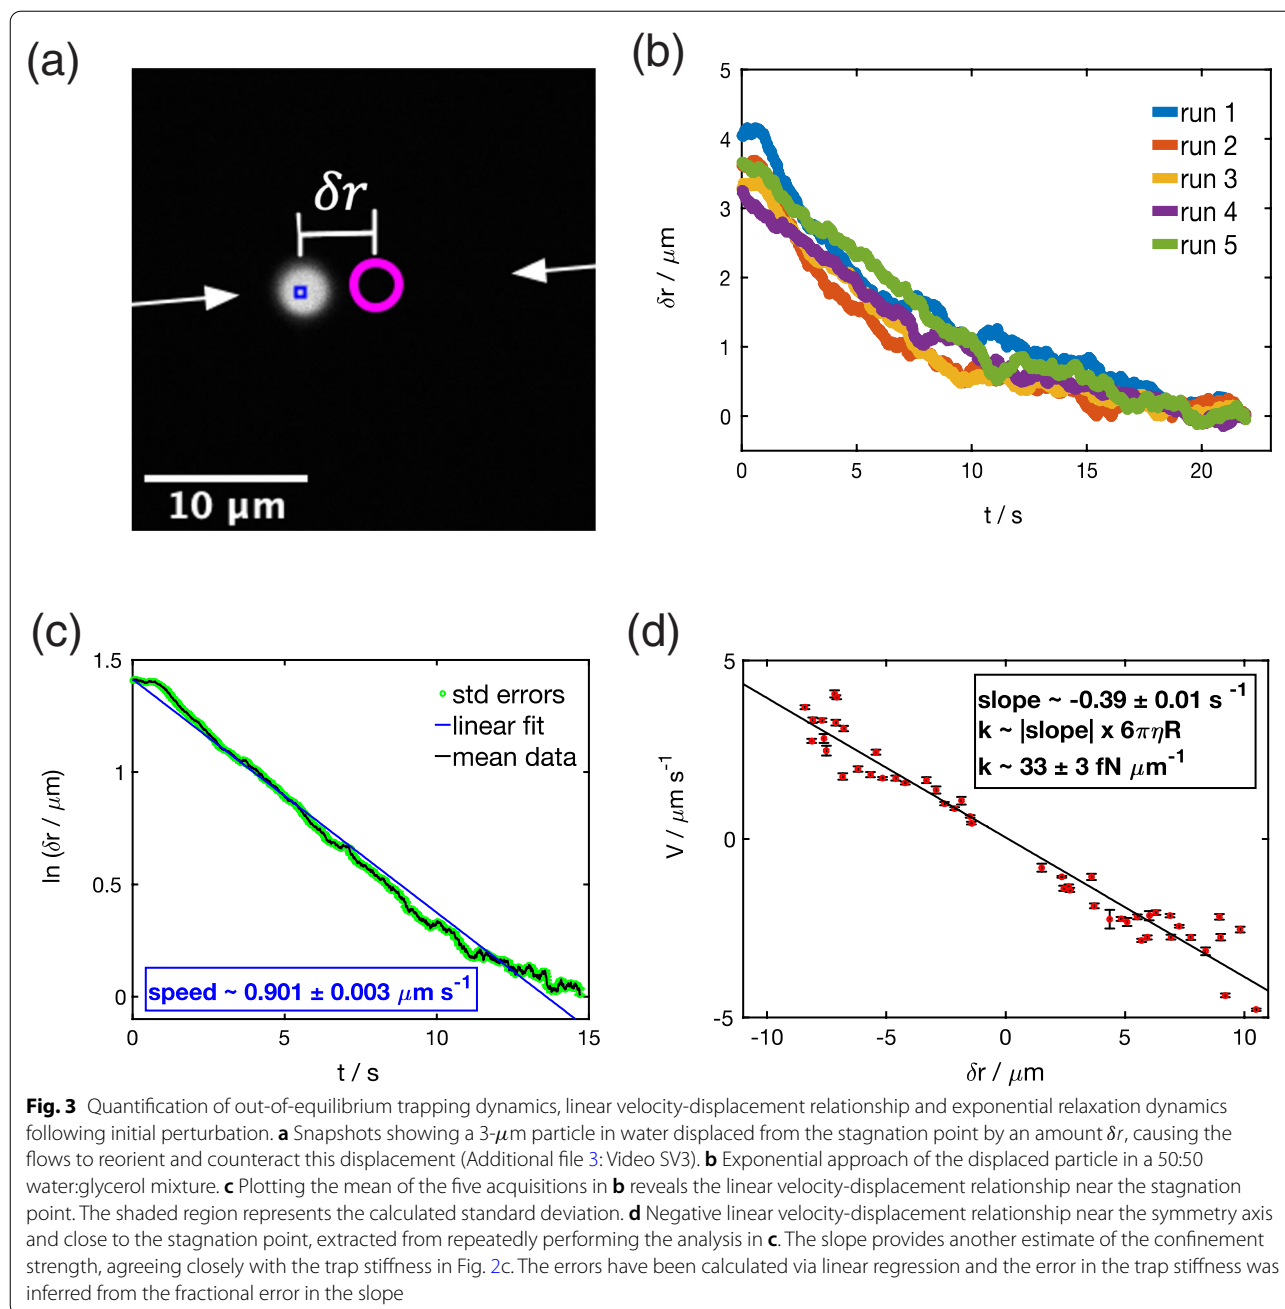 (a)
δr
10 μm
(b)
5
4
3
2
1
0
δr / μm
0
5
10
15
20
t / s
run 1
run 2
run 3
run 4
run 5
(c)
1.5
1
0.5
0
ln (δr / μm)
0
5
10
15
t / s
std errors
linear fit
mean data
speed ~ 0.901 ± 0.003 μm s⁻¹
(d)
5
0
-5
V / μm s⁻¹
-10
-5
0
5
10
δr / μm
slope ~ -0.39 ± 0.01 s⁻¹
k ~ |slope| x 6πηR
k ~ 33 ± 3 fN μm⁻¹
Fig. 3 Quantification of out-of-equilibrium trapping dynamics, linear velocity-displacement relationship and exponential relaxation dynamics
following initial perturbation. a Snapshots showing a 3-μm particle in water displaced from the stagnation point by an amount δr, causing the
flows to reorient and counteract this displacement (Additional file 3: Video SV3). b Exponential approach of the displaced particle in a 50:50
water:glycerol mixture. c Plotting the mean of the five acquisitions in b reveals the linear velocity-displacement relationship near the stagnation
point. The shaded region represents the calculated standard deviation. d Negative linear velocity-displacement relationship near the symmetry axis
and close to the stagnation point, extracted from repeatedly performing the analysis in c. The slope provides another estimate of the confinement
strength, agreeing closely with the trap stiffness in Fig. 2c. The errors have been calculated via linear regression and the error in the trap stiffness was
inferred from the fractional error in the slope